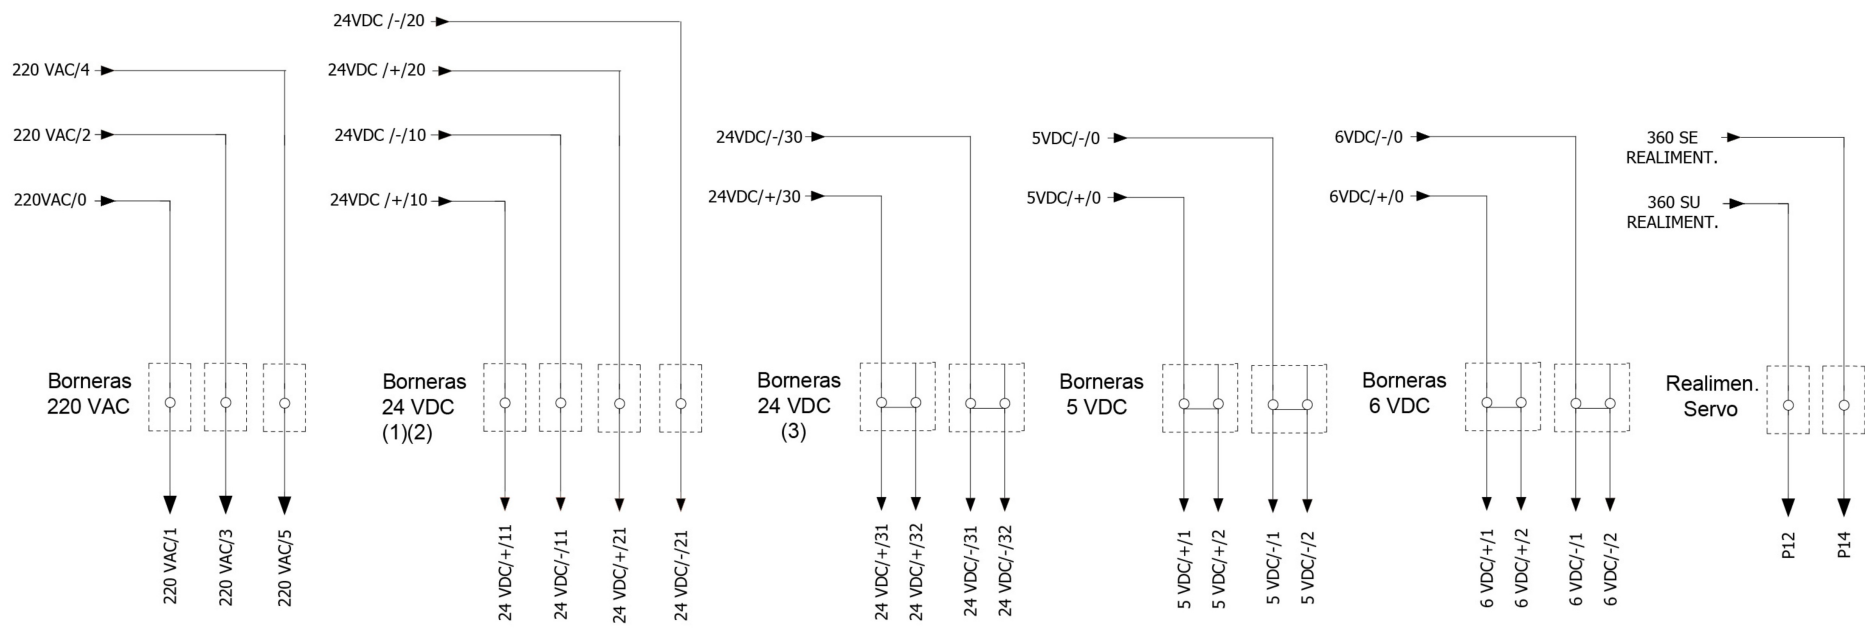 24VDC /-/20
220 VAC/4
24VDC /+/20
220 VAC/2
24VDC /-/10
220VAC/0
24VDC /+/10
24VDC/-/30
24VDC/+/30
5VDC/-/0
5VDC/+/0
6VDC/-/0
6VDC/+/0
360 SE
REALIMENT.
360 SU
REALIMENT.
Borneras
220 VAC
Borneras
24 VDC
(1)(2)
Borneras
24 VDC
(3)
Borneras
5 VDC
Borneras
6 VDC
Realimen.
Servo
220 VAC/1
220 VAC/3
220 VAC/5
24 VDC/+/11
24 VDC/-/11
24 VDC/+/21
24 VDC/-/21
24 VDC/+/31
24 VDC/+/32
24 VDC/-/31
24 VDC/-/32
5 VDC/+/1
5 VDC/+/2
5 VDC/-/1
5 VDC/-/2
6 VDC/+/1
6 VDC/+/2
6 VDC/-/1
6 VDC/-/2
P12
P14